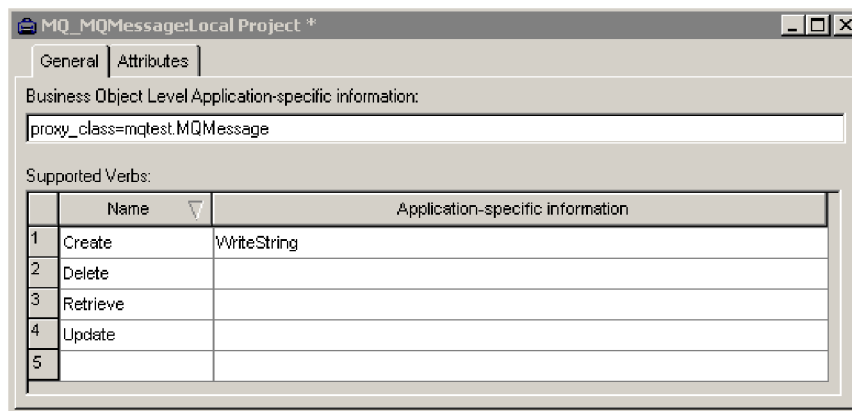 MQ_MQMessage:Local Project *
General Attributes
Business Object Level Application-specific information:
proxy_class=mqtest.MQMessage
Supported Verbs:
Name Application-specific information
1 Create WriteString
2 Delete
3 Retrieve
4 Update
5